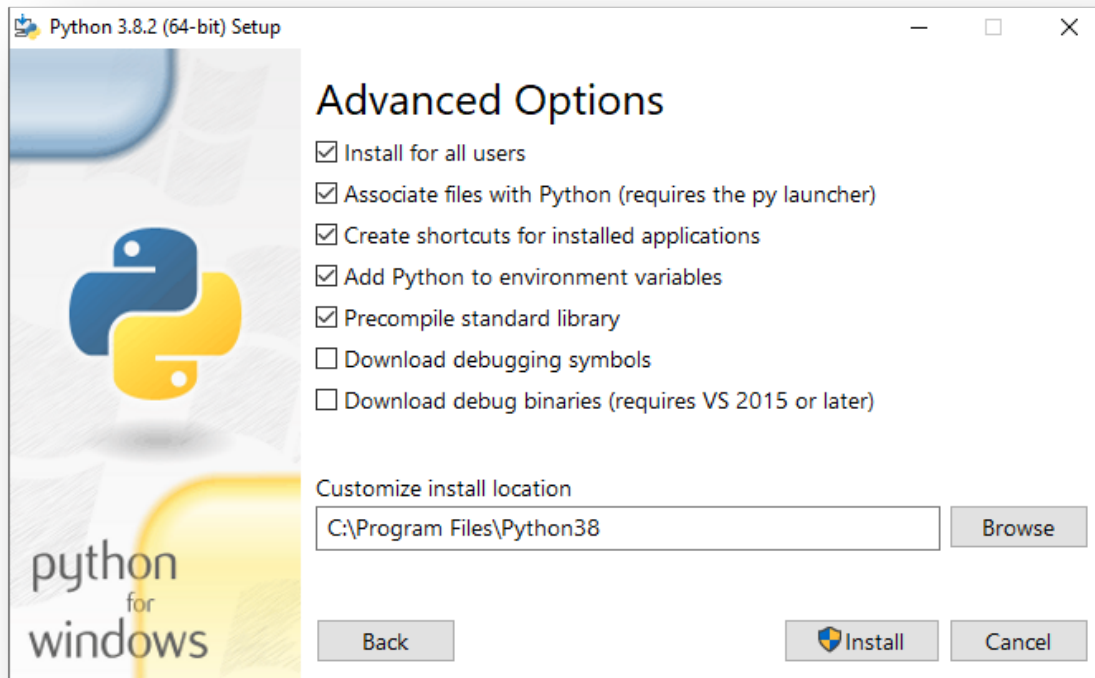 Python 3.8.2 (64-bit) Setup
Advanced Options
Install for all users
Associate files with Python (requires the py launcher)
Create shortcuts for installed applications
Add Python to environment variables
Precompile standard library
Download debugging symbols
Download debug binaries (requires VS 2015 or later)
Customize install location
C:\Program Files\Python38
Browse
python
for
windows
Back
Install
Cancel